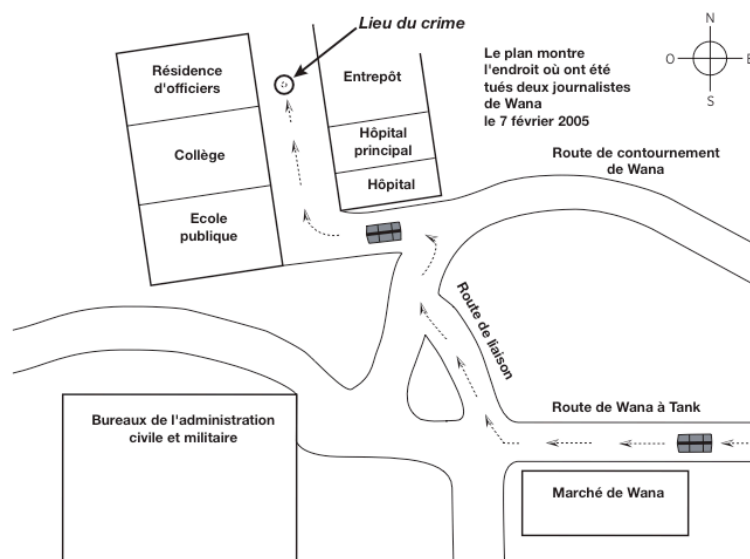 Lieu du crime
N
O
E
S
Résidence
d'officiers
Collège
Ecole
publique
Entrepôt
Hôpital
principal
Hôpital
Le plan montre
l'endroit où ont été
tués deux journalistes
de Wana
le 7 février 2005
Route de contournement
de Wana
Route de liaison
Route de Wana à Tank
Bureaux de l'administration
civile et militaire
Marché de Wana